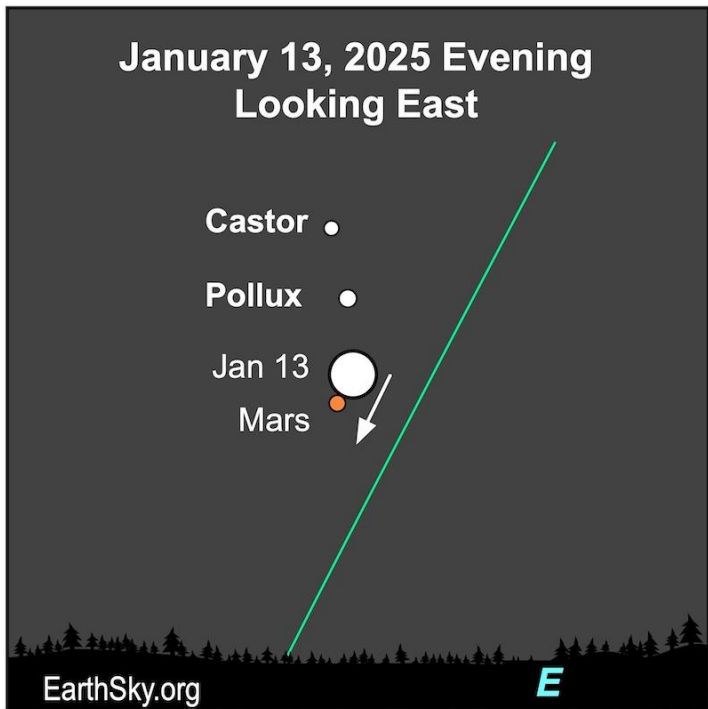 January 13, 2025 Evening
Looking East
Castor
Pollux
Jan 13
Mars
E
EarthSky.org